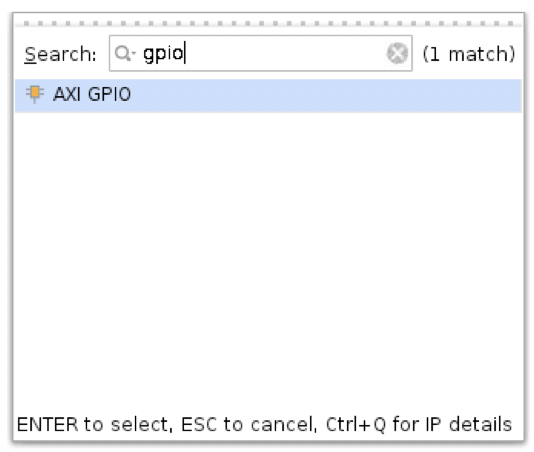 Search: gpio (1 match)
AXI GPIO
ENTER to select, ESC to cancel, Ctrl+Q for IP details